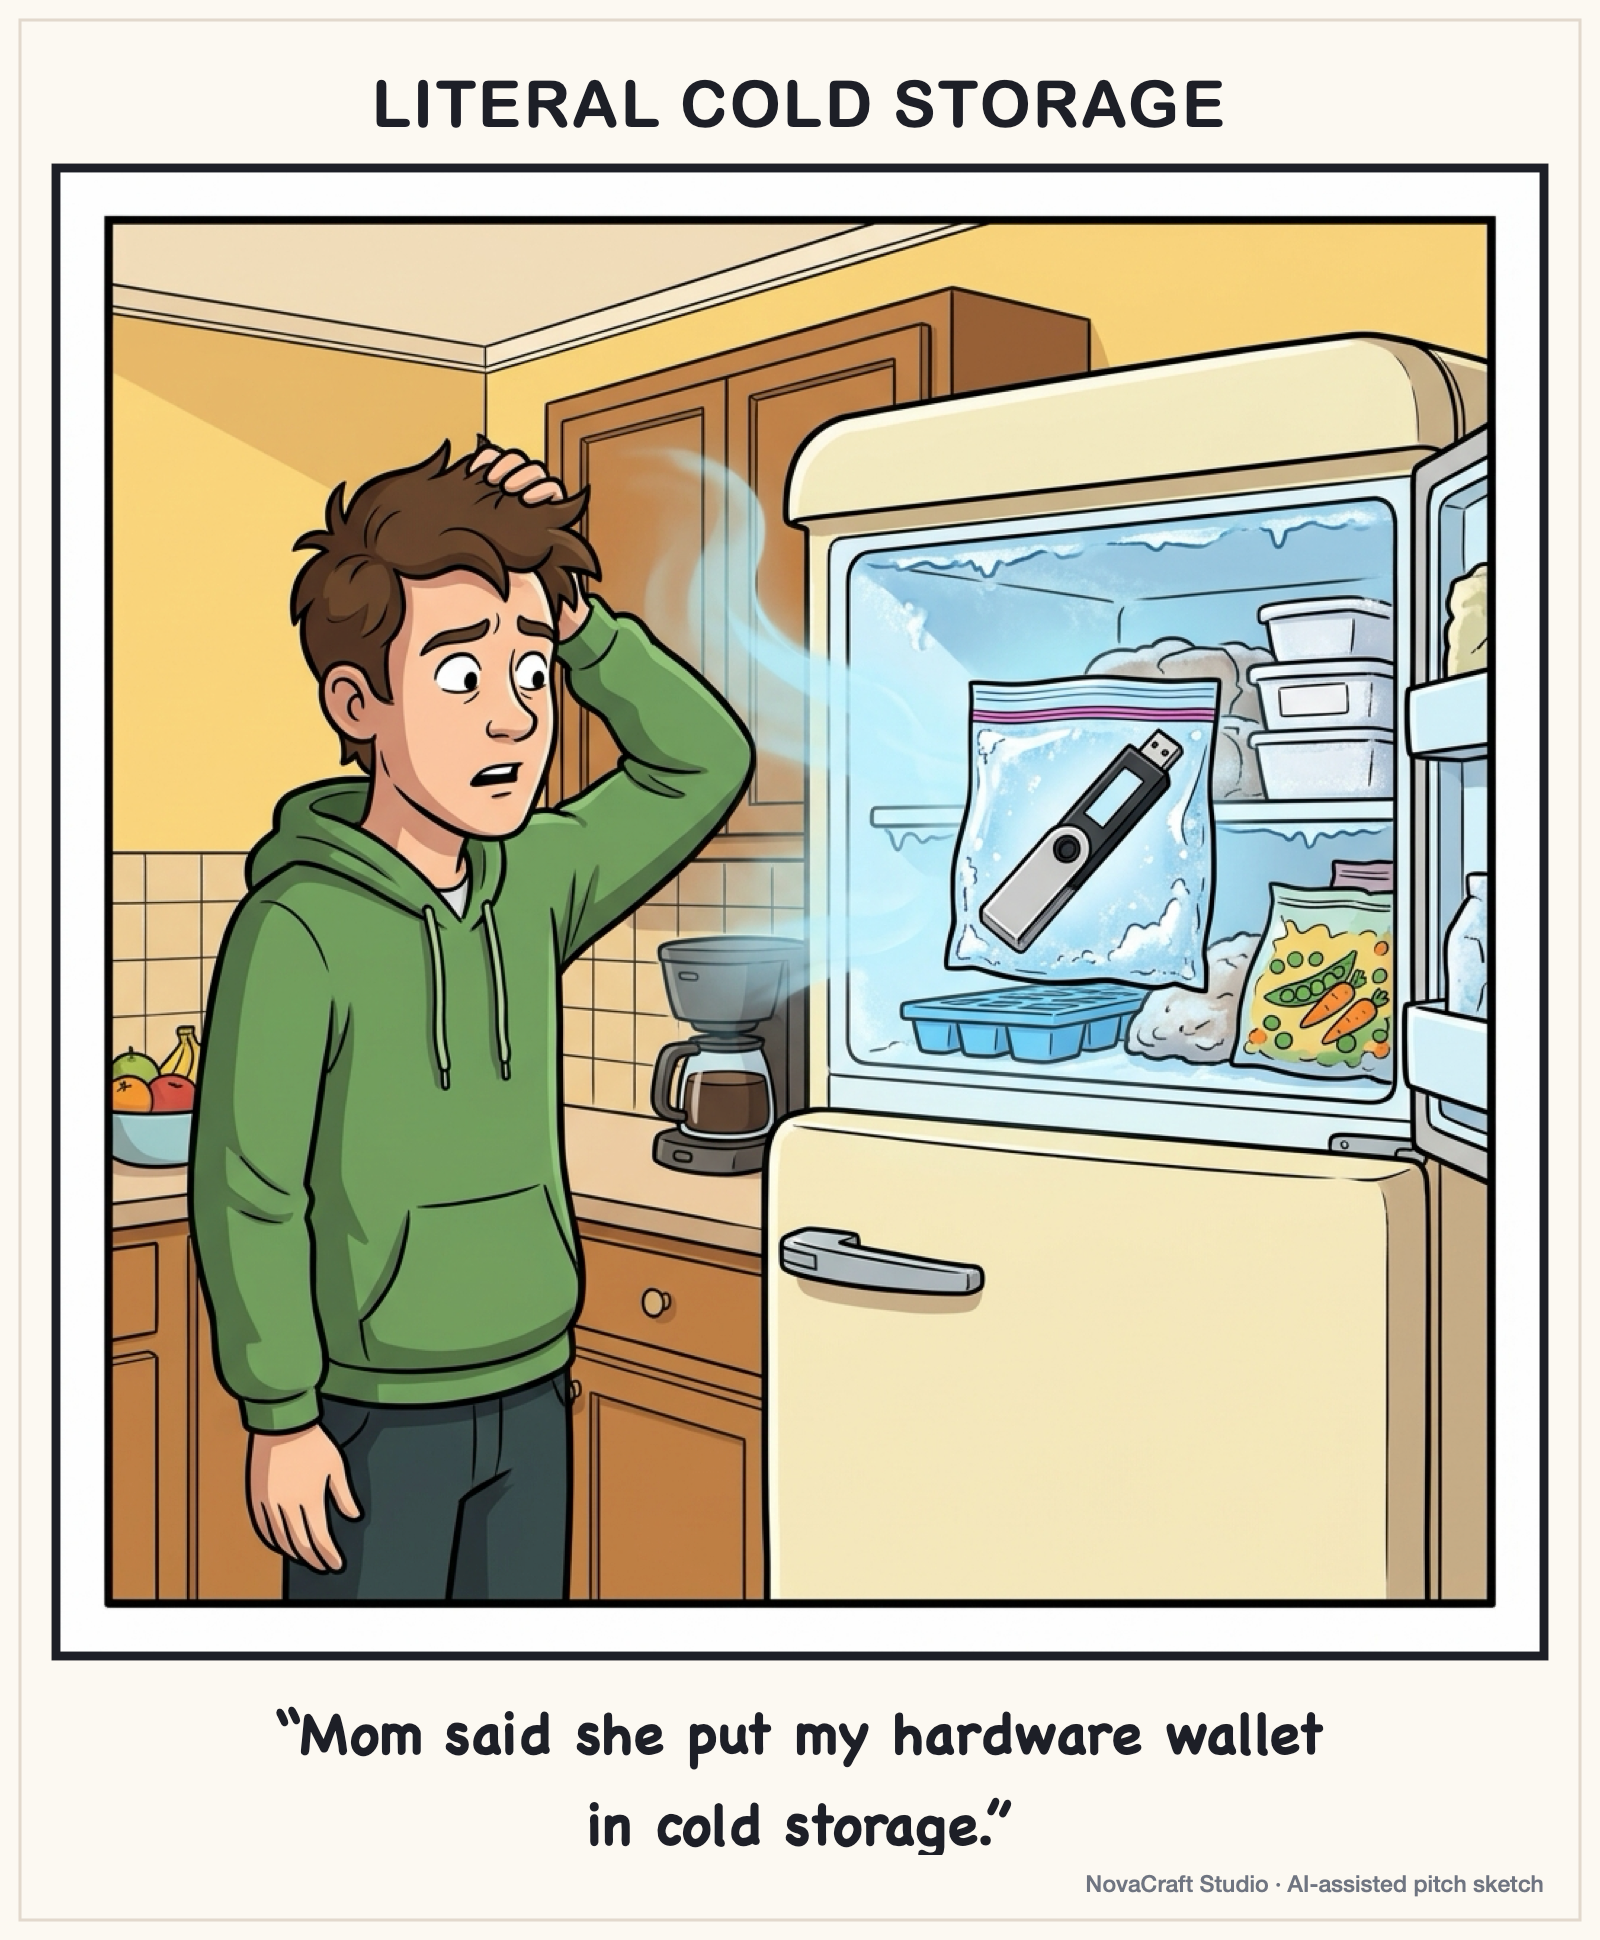 LITERAL COLD STORAGE
“Mom said she put my hardware wallet
in cold storage.”
NovaCraft Studio · AI-assisted pitch sketch